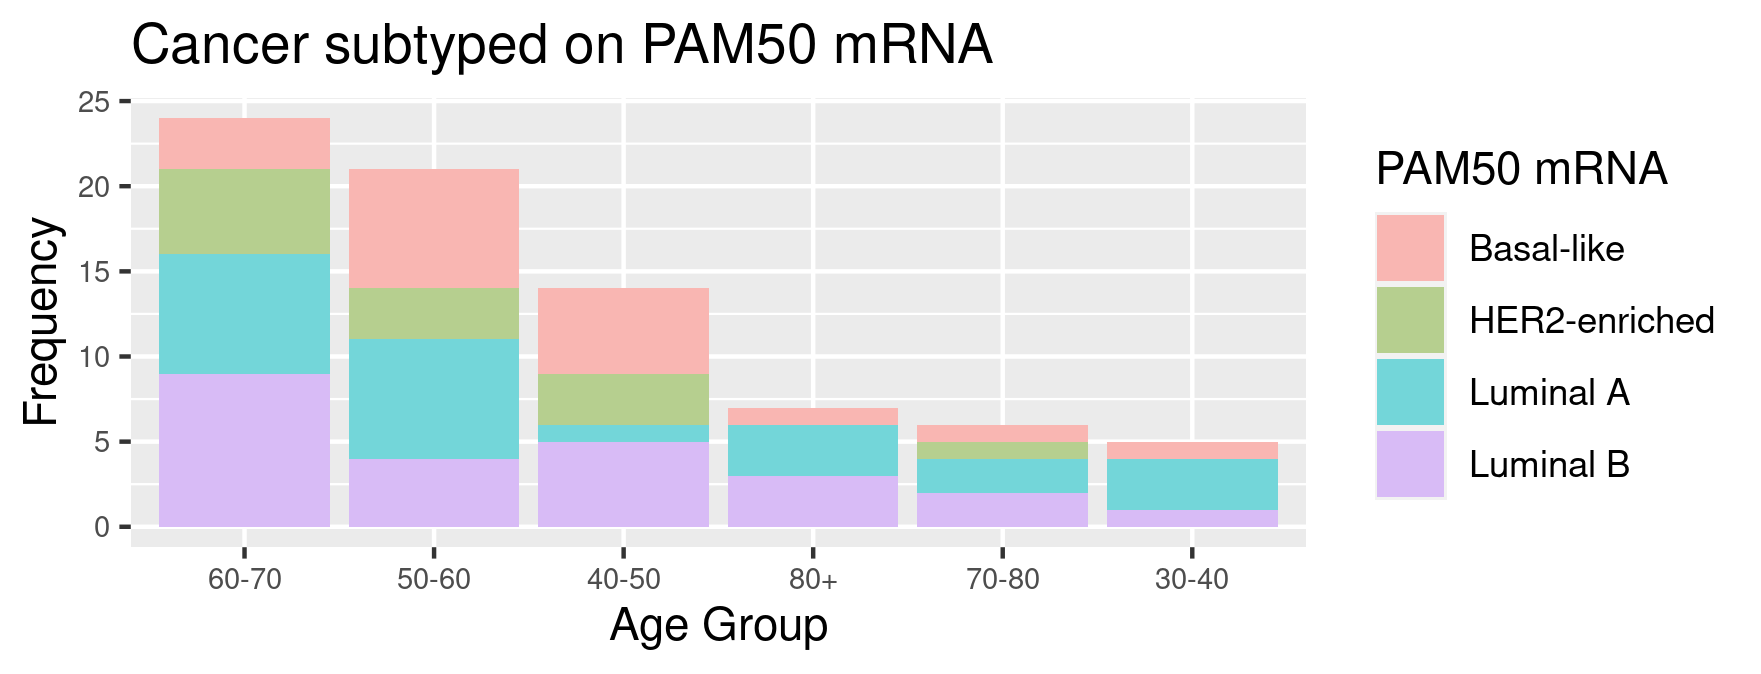 Cancer subtyped on PAM50 mRNA
25
20
15
10
5
0
Frequency
60-70 50-60 40-50 80+ 70-80 30-40
Age Group
PAM50 mRNA
Basal-like
HER2-enriched
Luminal A
Luminal B